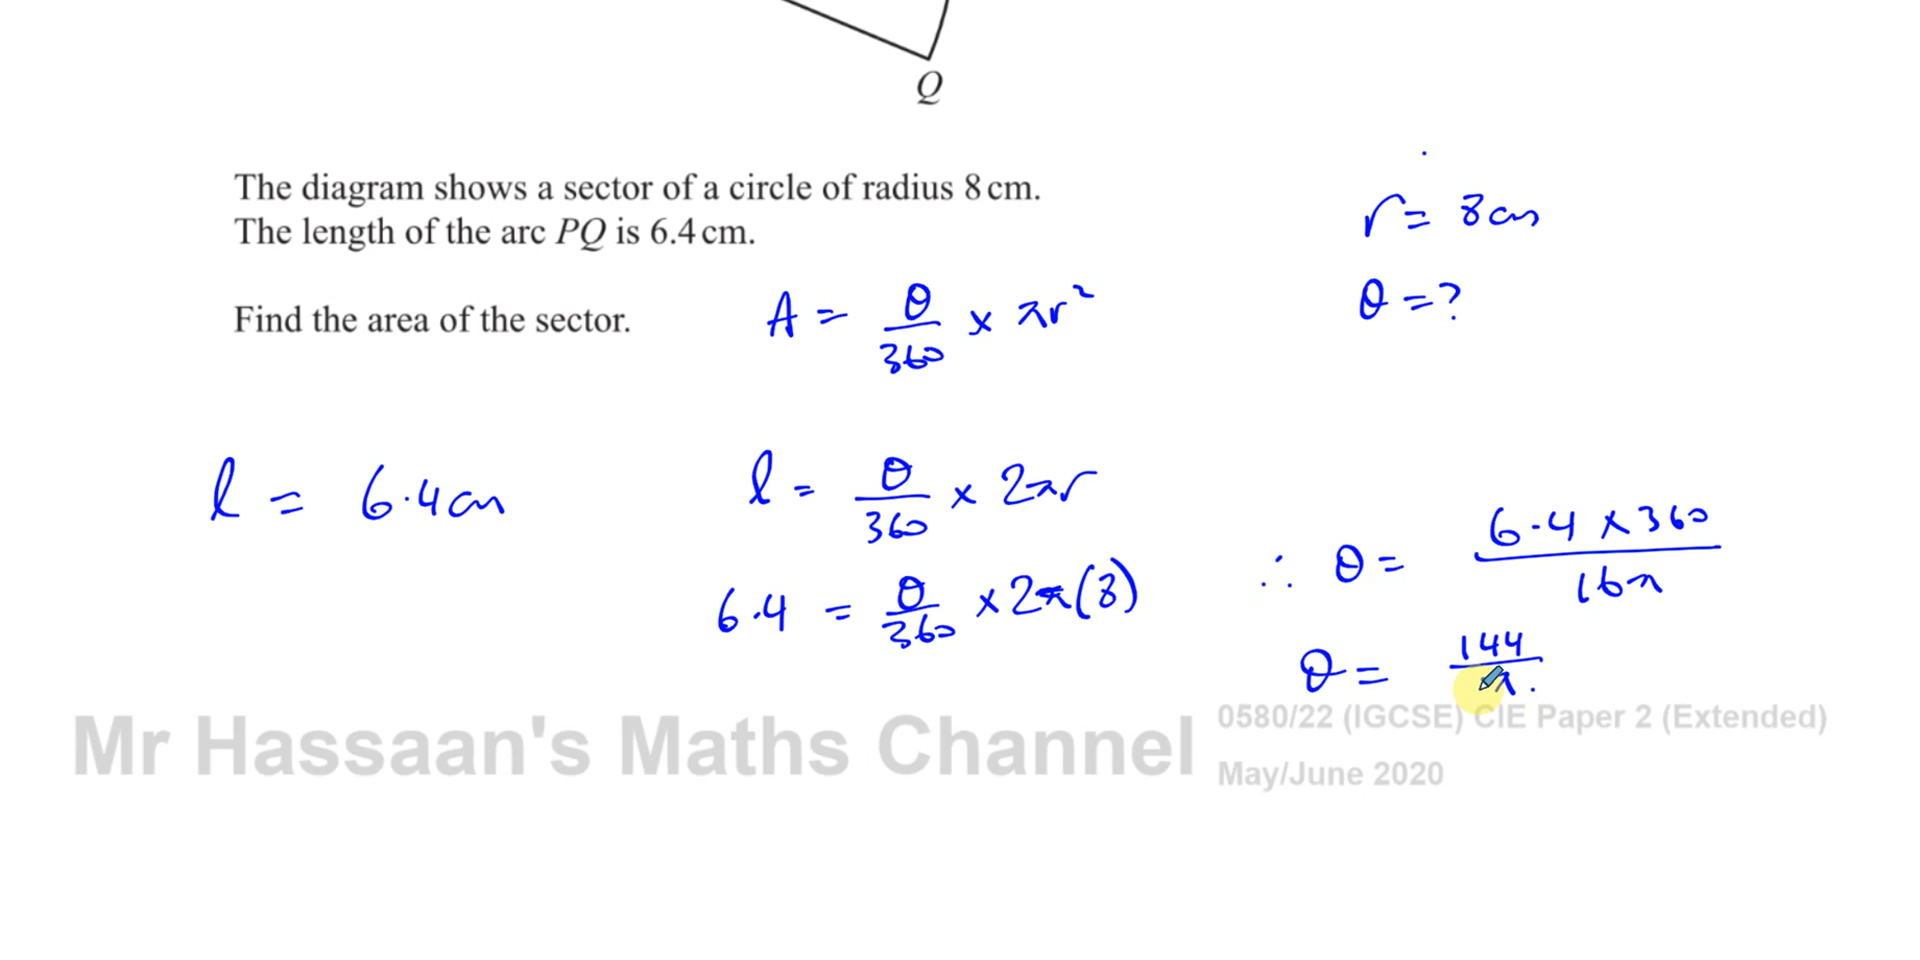 Q
The diagram shows a sector of a circle of radius 8 cm.
r = 8cm
The length of the arc PQ is 6.4 cm.
θ = ?
Find the area of the sector.
A = θ/360 × πr²
l = 6.4cm
l = θ/360 × 2πr
∴ θ = 6.4 × 360/16π
6.4 = θ/360 × 2π(8)
θ = 144/π.
Mr Hassaan's Maths Channel
0580/22 (IGCSE) CIE Paper 2 (Extended)
May/June 2020